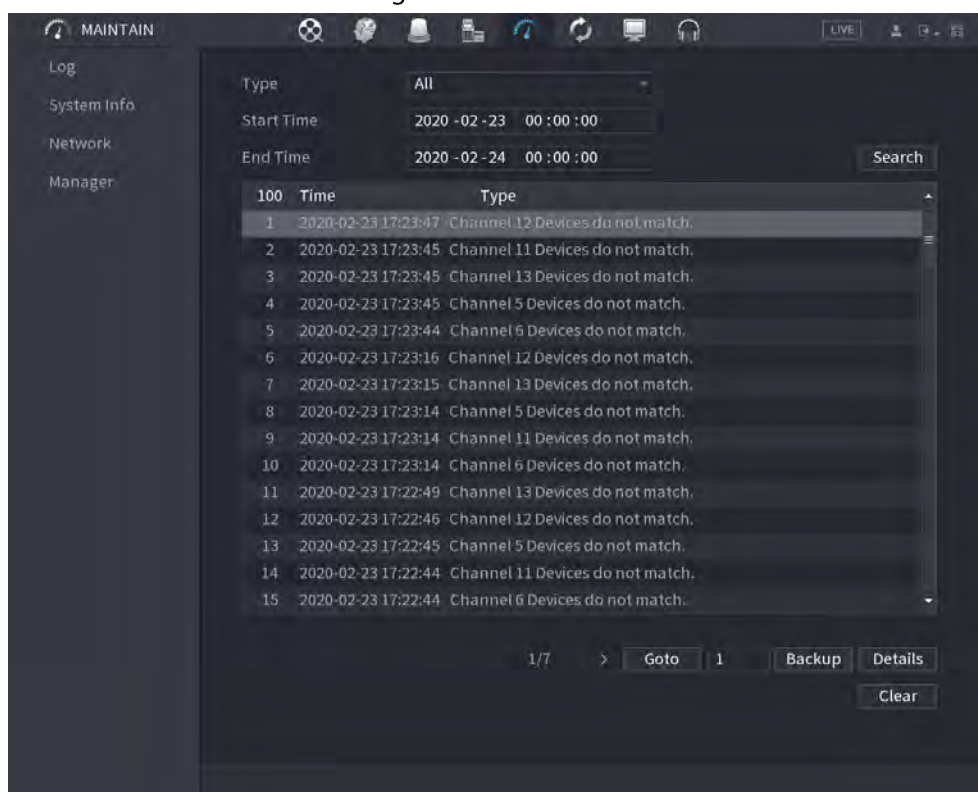 MAINTAIN
LIVE
Log
System Info
Network
Manager
Type All
Start Time 2020 -02 -23 00 :00 :00
End Time 2020 -02 -24 00 :00 :00
Search
100 Time Type
1 2020-02-23 17:23:47 Channel 12 Devices do not match.
2 2020-02-23 17:23:45 Channel 11 Devices do not match.
3 2020-02-23 17:23:45 Channel 13 Devices do not match.
4 2020-02-23 17:23:45 Channel 5 Devices do not match.
5 2020-02-23 17:23:44 Channel 6 Devices do not match.
6 2020-02-23 17:23:16 Channel 12 Devices do not match.
7 2020-02-23 17:23:15 Channel 13 Devices do not match.
8 2020-02-23 17:23:14 Channel 5 Devices do not match.
9 2020-02-23 17:23:14 Channel 11 Devices do not match.
10 2020-02-23 17:23:14 Channel 6 Devices do not match.
11 2020-02-23 17:22:49 Channel 13 Devices do not match.
12 2020-02-23 17:22:46 Channel 12 Devices do not match.
13 2020-02-23 17:22:45 Channel 5 Devices do not match.
14 2020-02-23 17:22:44 Channel 11 Devices do not match.
15 2020-02-23 17:22:44 Channel 6 Devices do not match.
1/7 > Goto 1 Backup Details
Clear